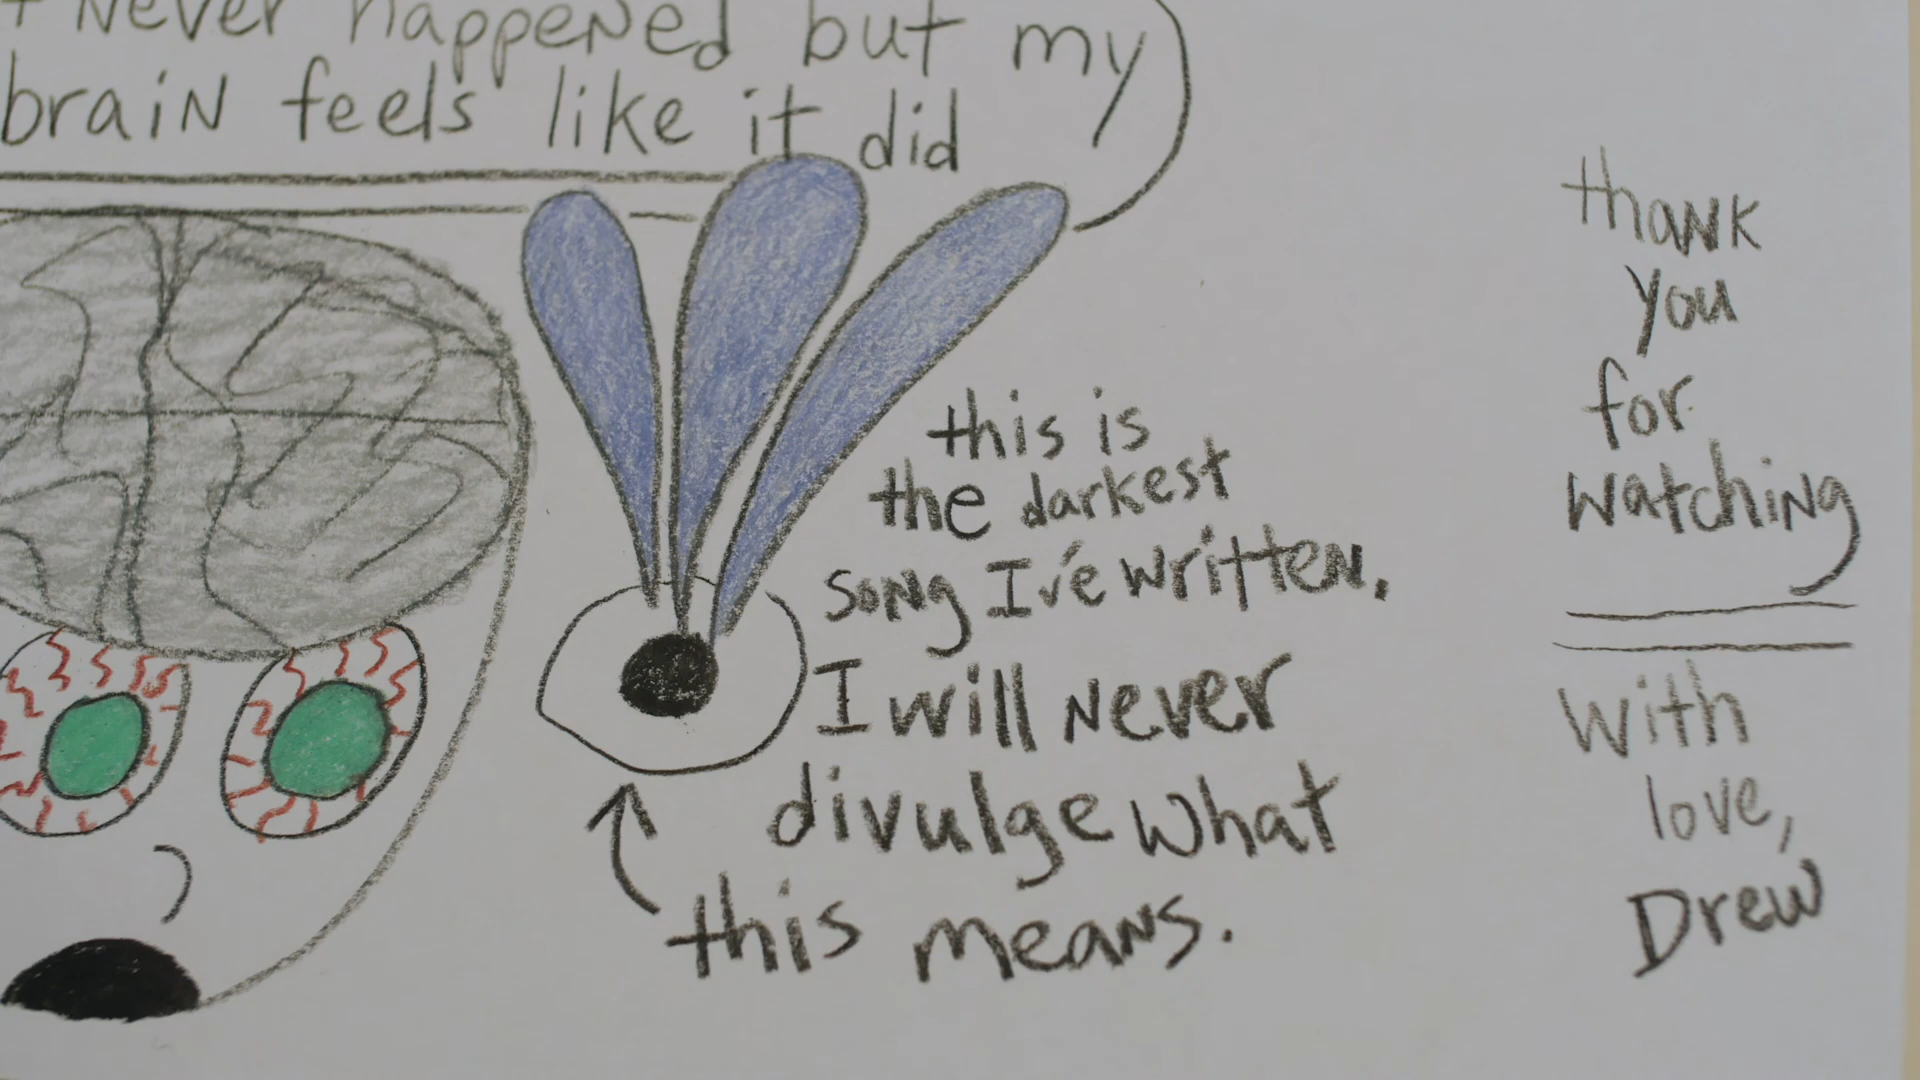 never happened but my
brain feels like it did
this is
the darkest
song I've written.
I will never
divulge what
this means.
thank
you
for
watching
with
love,
Drew